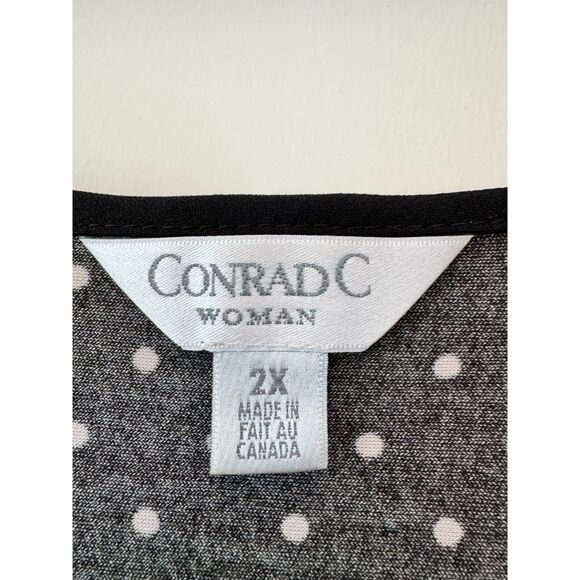 CONRAD C
WOMAN
2X
MADE IN
FAIT AU
CANADA